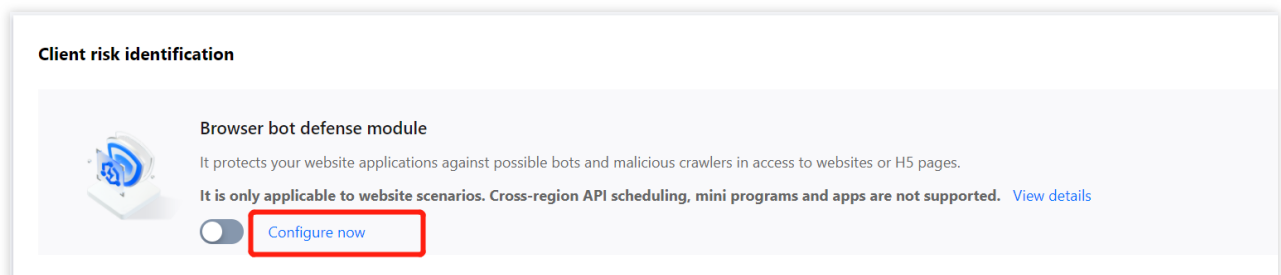 Client risk identification
Browser bot defense module
It protects your website applications against possible bots and malicious crawlers in access to websites or H5 pages.
It is only applicable to website scenarios. Cross-region API scheduling, mini programs and apps are not supported. View details
Configure now